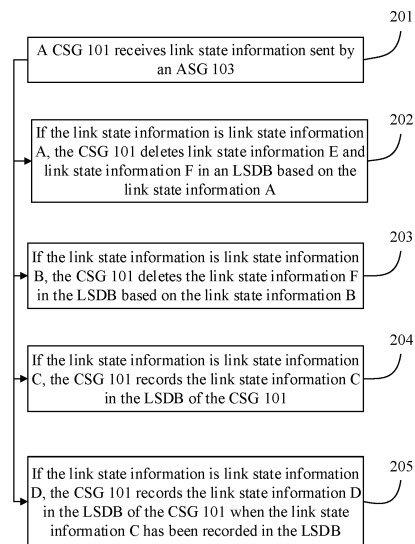 201
A CSG 101 receives link state information sent by
an ASG 103
202
If the link state information is link state information
A, the CSG 101 deletes link state information E and
link state information F in an LSDB based on the
link state information A
203
If the link state information is link state information
B, the CSG 101 deletes the link state information F
in the LSDB based on the link state information B
204
If the link state information is link state information
C, the CSG 101 records the link state information C
in the LSDB of the CSG 101
205
If the link state information is link state information
D, the CSG 101 records the link state information D
in the LSDB of the CSG 101 when the link state
information C has been recorded in the LSDB